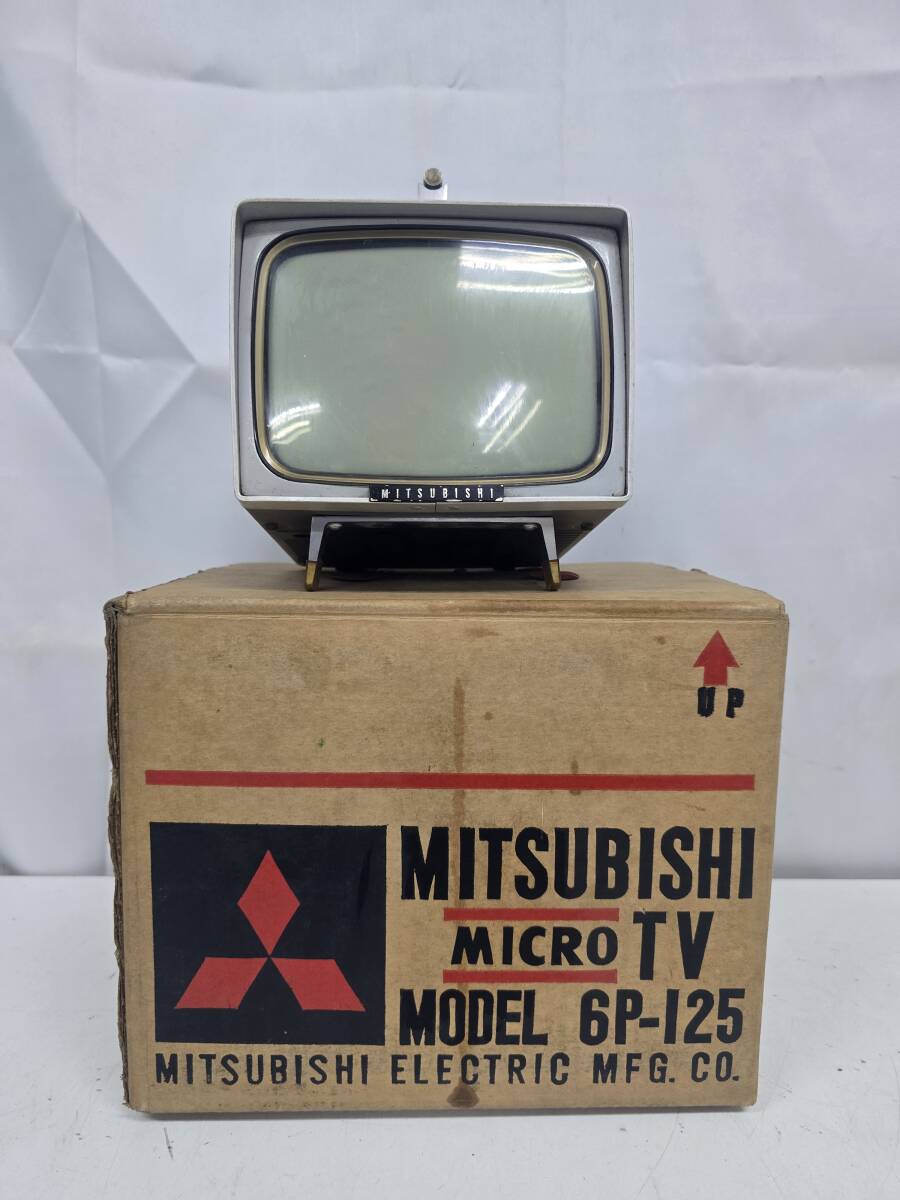 MITSUBISHI
UP
MITSUBISHI
MICRO TV
MODEL 6P-125
MITSUBISHI ELECTRIC MFG. CO.